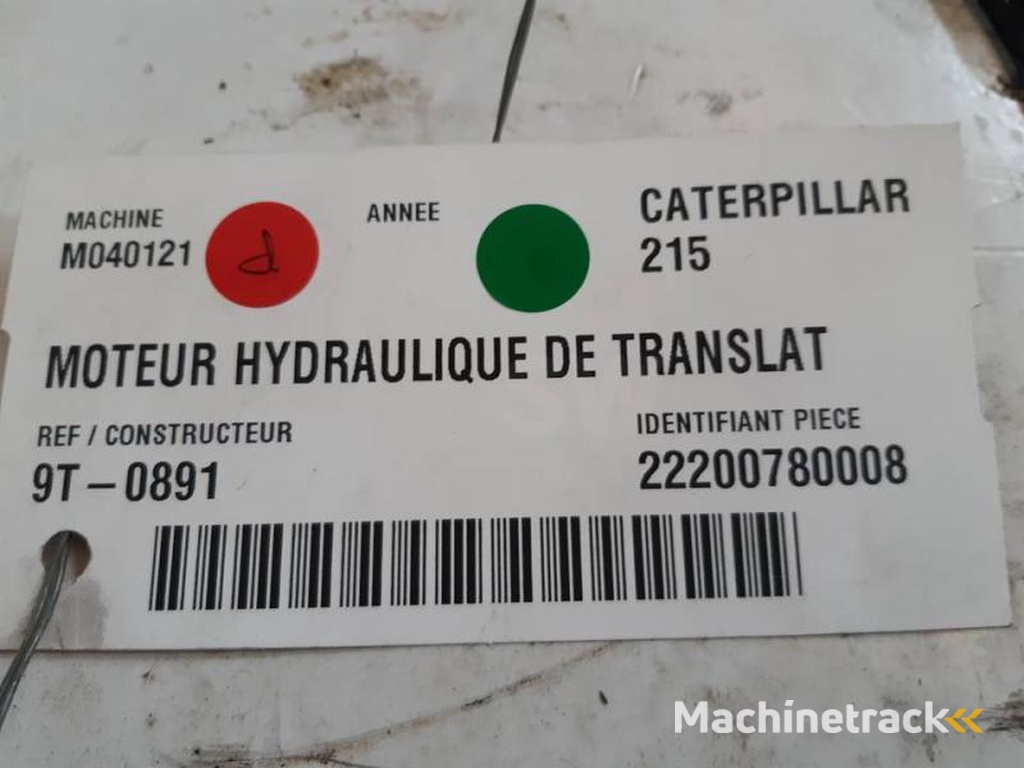 MACHINE
M040121
d
ANNEE
CATERPILLAR
215
MOTEUR HYDRAULIQUE DE TRANSLAT
REF / CONSTRUCTEUR
9T-0891
IDENTIFIANT PIECE
22200780008
Machinetrack